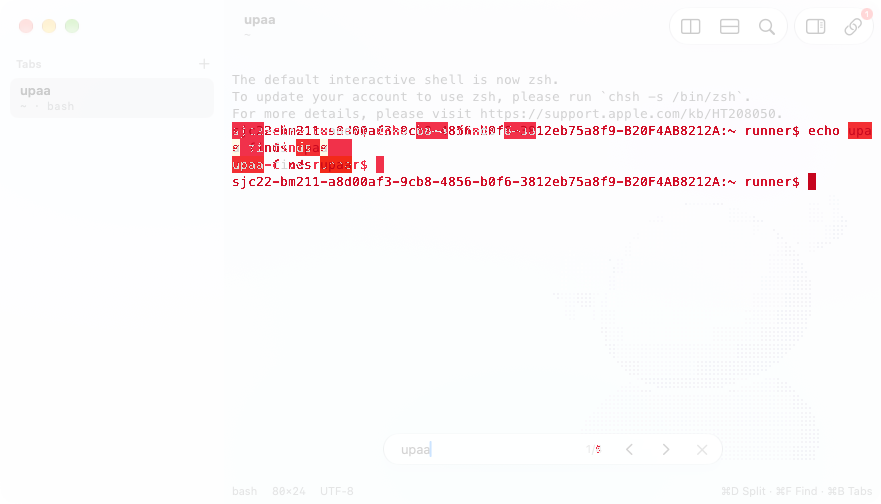 upaa
~
Tabs
upaa
~ · bash
The default interactive shell is now zsh.
To update your account to use zsh, please run `chsh -s /bin/zsh`.
For more details, please visit https://support.apple.com/kb/HT208050.
runner$ echo upa
sjc22-bm211-a8d00af3-9cb8-4856-b0f6-3812eb75a8f9-B20F4AB8212A:~ runner$
upaa
bash 80×24 UTF-8
⌘D Split · ⌘F Find · ⌘B Tabs